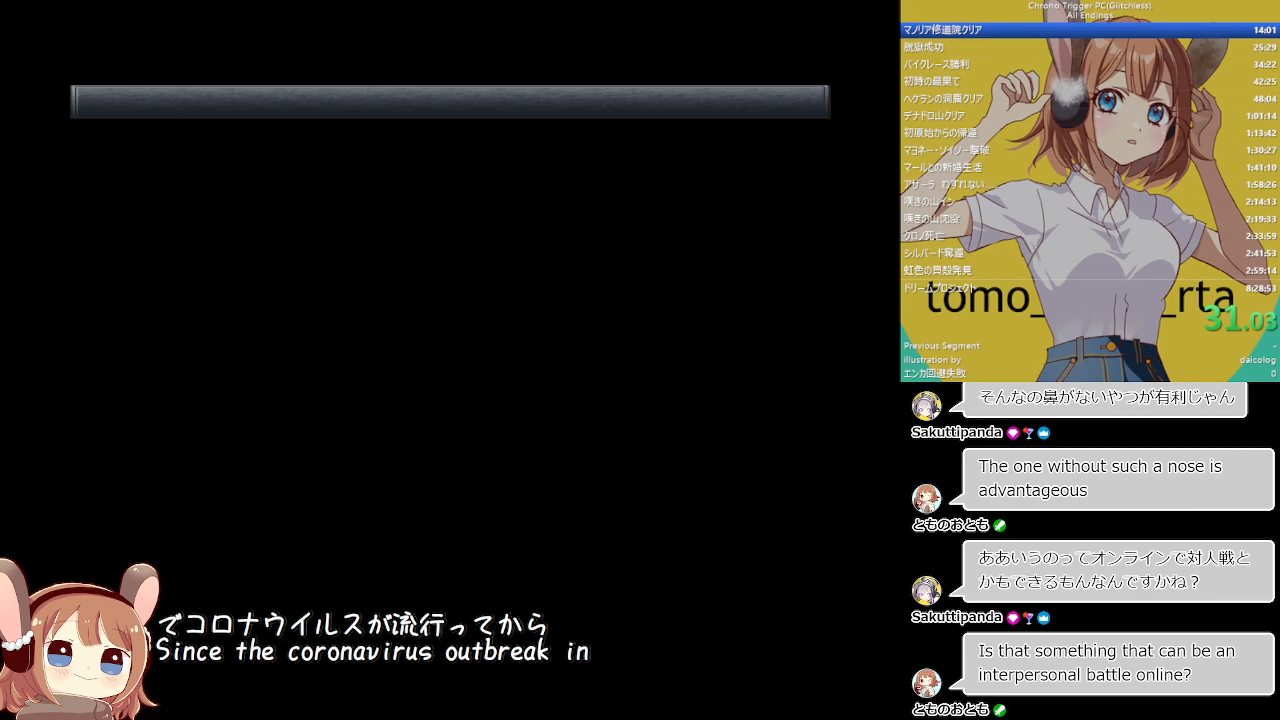 Chrono Trigger PC(Glitchless)
All Endings
マノリア修道院クリア 14:01
脱獄成功 25:29
バイクレース勝利 34:22
初時の最果て 42:25
ヘケランの洞窟クリア 48:04
デナドロ山クリア 1:01:14
初原始からの帰還 1:13:42
マヨネー・ソイソー撃破 1:30:27
マールとの新婚生活 1:41:10
アザーラ わすれない..... 1:58:26
嘆きの山イン 2:14:13
嘆きの山沈没 2:19:33
クロノ死亡 2:33:59
シルバード奪還 2:41:53
虹色の貝殻発見 2:59:14
ドリームプロジェクト 8:28:53
tomo_ _rta
31.03
Previous Segment -
illustration by daicolog
エンカ回避失敗 0
そんなの鼻がないやつが有利じゃん
Sakuttipanda
The one without such a nose is
advantageous
とものおとも
ああいうのってオンラインで対人戦と
かもできるもんなんですかね？
Sakuttipanda
Is that something that can be an
interpersonal battle online?
とものおとも
でコロナウイルスが流行ってから
Since the coronavirus outbreak in